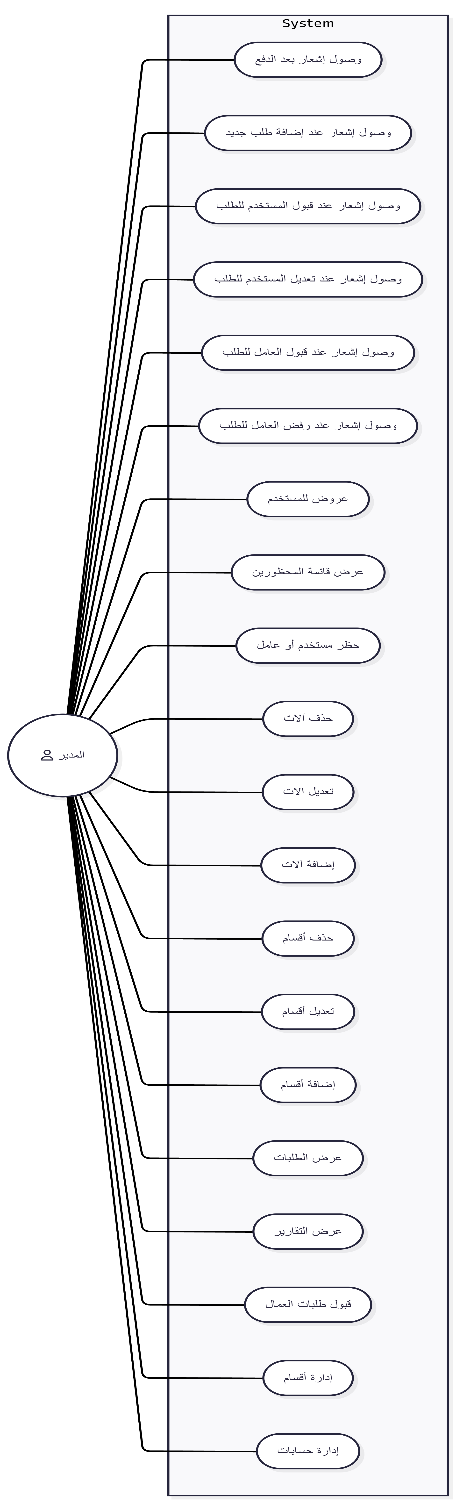 System
وصول إشعار بعد الدفع
وصول إشعار عند إضافة طلب جديد
وصول إشعار عند قبول المستخدم للطلب
وصول إشعار عند تعديل المستخدم للطلب
وصول إشعار عند قبول العامل للطلب
وصول إشعار عند رفض العامل للطلب
عروض للمستخدم
عرض قائمة المحظورين
حظر مستخدم أو عامل
حذف الات
المدير
تعديل الات
إضافة الات
حذف أقسام
تعديل أقسام
إضافة أقسام
عرض الطلبات
عرض التقارير
قبول طلبات العمال
إدارة أقسام
إدارة حسابات